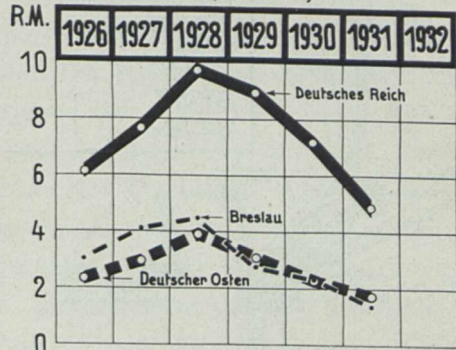 R.M. 1926 1927 1928 1929 1930 1931 1932
10
Deutsches Reich
8
6
4
Breslau
2
Deutscher Osten
0